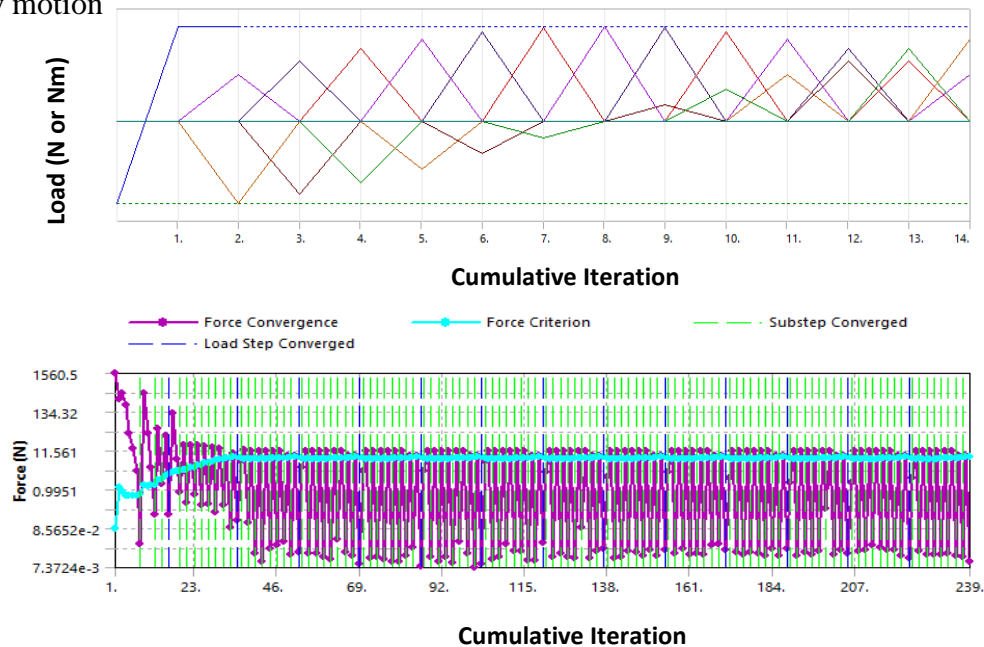 motion
Load (N or Nm)
1. 2. 3. 4. 5. 6. 7. 8. 9. 10. 11. 12. 13. 14.
Cumulative Iteration
Force Convergence Force Criterion Substep Converged
Load Step Converged
Force (N)
1560.5
134.32
11.561
0.9951
8.5652e-2
7.3724e-3
1. 23. 46. 69. 92. 115. 138. 161. 184. 207. 239.
Cumulative Iteration